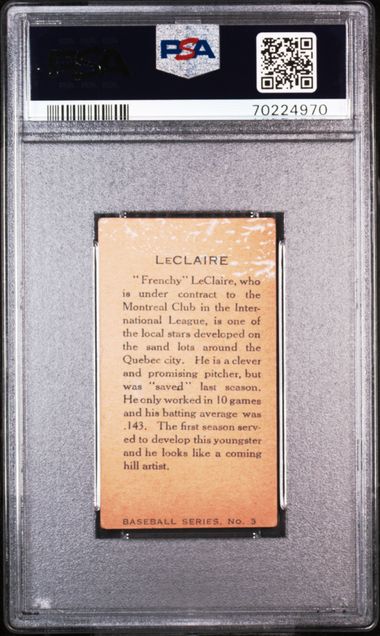 PSA
70224970
LECLAIRE
"Frenchy" LeClaire, who
is under contract to the
Montreal Club in the Inter-
national League, is one of
the local stars developed on
the sand lots around the
Quebec city. He is a clever
and promising pitcher, but
was "saved" last season.
He only worked in 10 games
and his batting average was
.143. The first season serv-
ed to develop this youngster
and he looks like a coming
hill artist.
BASEBALL SERIES, No. 3